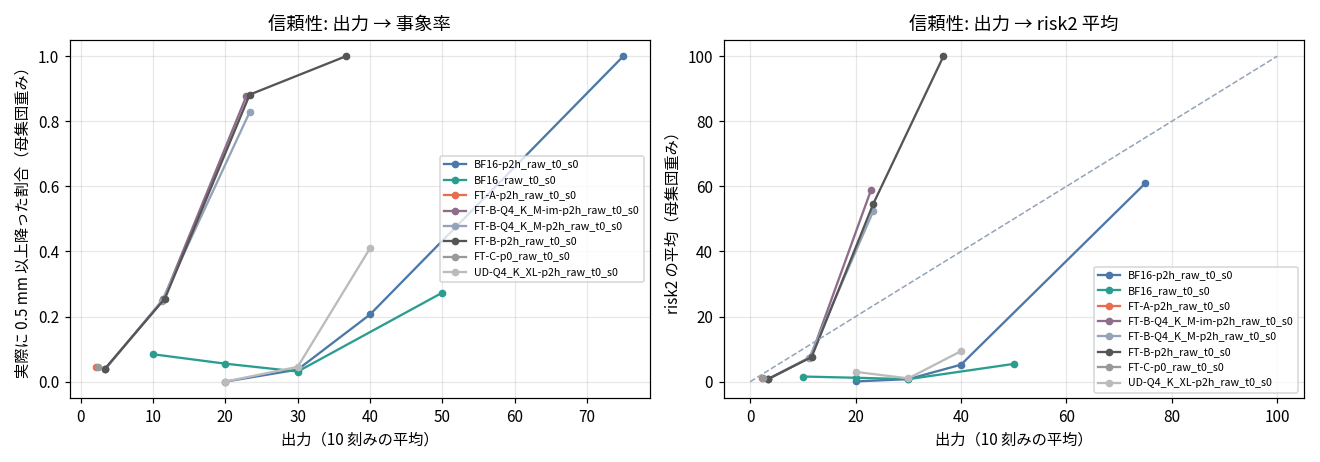 信頼性: 出力 → 事象率
実際に 0.5 mm 以上降った割合（母集団重み）
1.0
0.8
0.6
0.4
0.2
0.0
BF16-p2h_raw_t0_s0
BF16_raw_t0_s0
FT-A-p2h_raw_t0_s0
FT-B-Q4_K_M-im-p2h_raw_t0_s0
FT-B-Q4_K_M-p2h_raw_t0_s0
FT-B-p2h_raw_t0_s0
FT-C-p0_raw_t0_s0
UD-Q4_K_XL-p2h_raw_t0_s0
0 10 20 30 40 50 60 70
出力（10 刻みの平均）
信頼性: 出力 → risk2 平均
risk2 の平均（母集団重み）
100
80
60
40
20
0
BF16-p2h_raw_t0_s0
BF16_raw_t0_s0
FT-A-p2h_raw_t0_s0
FT-B-Q4_K_M-im-p2h_raw_t0_s0
FT-B-Q4_K_M-p2h_raw_t0_s0
FT-B-p2h_raw_t0_s0
FT-C-p0_raw_t0_s0
UD-Q4_K_XL-p2h_raw_t0_s0
0 20 40 60 80 100
出力（10 刻みの平均）